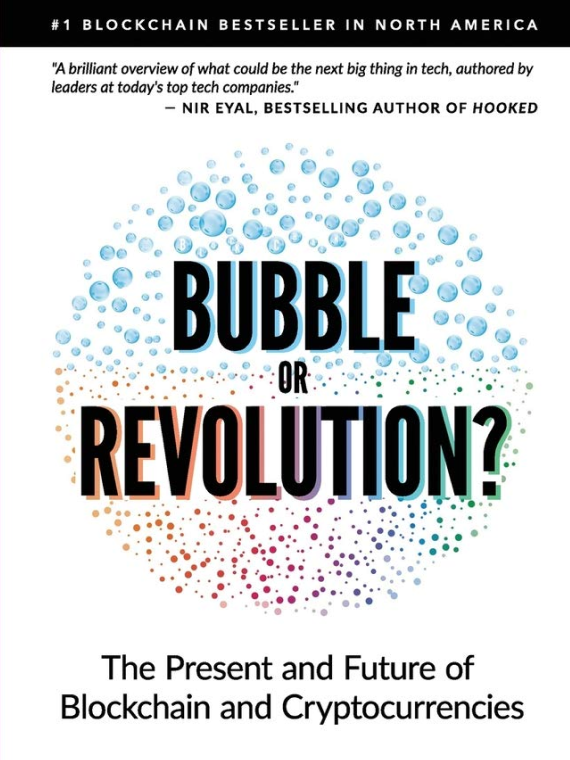 #1 BLOCKCHAIN BESTSELLER IN NORTH AMERICA
"A brilliant overview of what could be the next big thing in tech, authored by
leaders at today's top tech companies."
— NIR EYAL, BESTSELLING AUTHOR OF HOOKED
BUBBLE
OR
REVOLUTION?
The Present and Future of
Blockchain and Cryptocurrencies